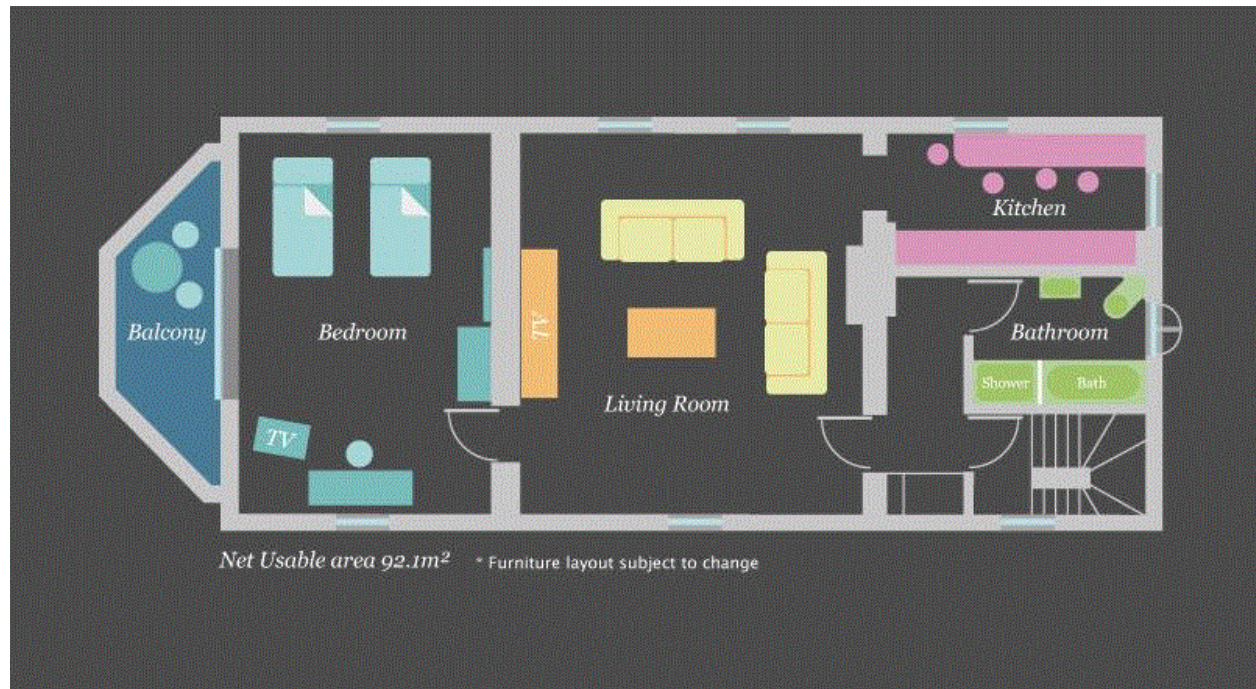 Kitchen
Balcony
Bedroom
TV
Bathroom
Shower
Bath
Living Room
TV
Net Usable area 92.1m² * Furniture layout subject to change